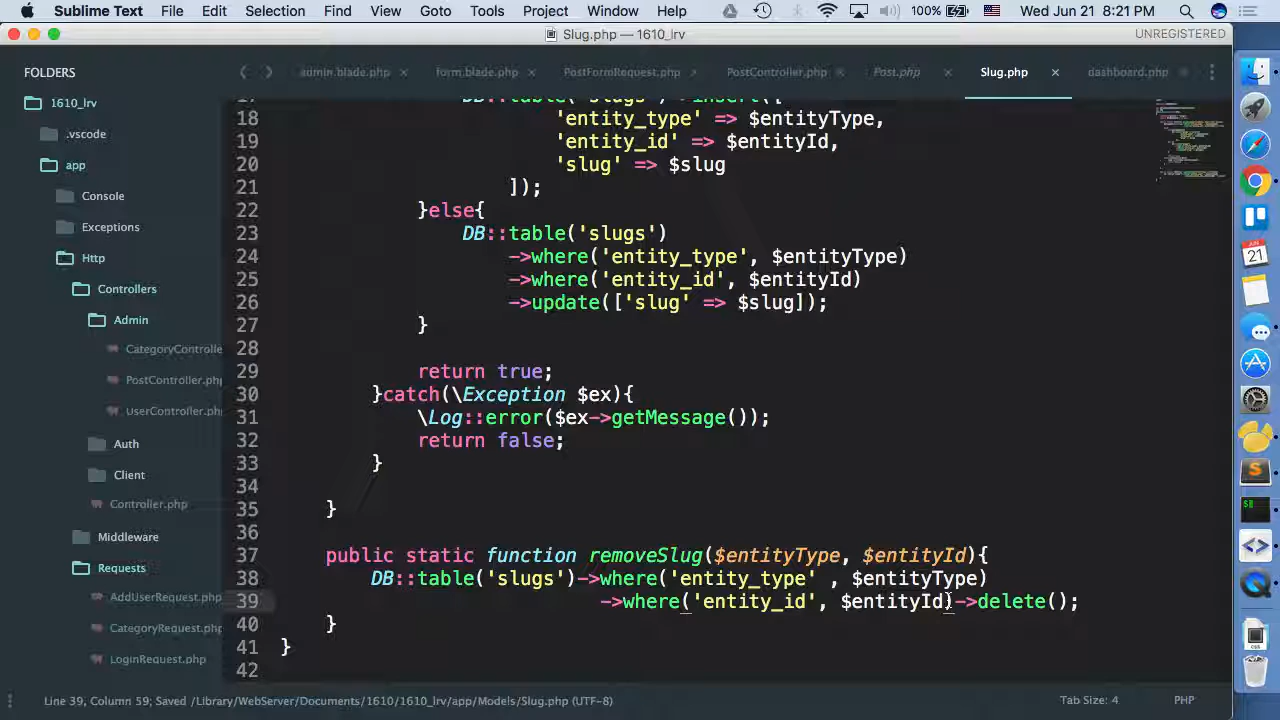 Sublime Text File Edit Selection Find View Goto Tools Project Window Help 100% Wed Jun 21 8:21 PM
Slug.php — 1610_lrv UNREGISTERED
FOLDERS
1610_lrv
.vscode
app
Console
Exceptions
Http
Controllers
Admin
CategoryControlle
PostController.php
UserController.php
Auth
Client
Controller.php
Middleware
Requests
AddUserRequest.php
CategoryRequest.php
LoginRequest.php
admin.blade.php form.blade.php PostFormRequest.php PostController.php Post.php Slug.php dashboard.php
17 DB::table('slugs')->insert([
18 'entity_type' => $entityType,
19 'entity_id' => $entityId,
20 'slug' => $slug
21 ]);
22 }else{
23 DB::table('slugs')
24 ->where('entity_type', $entityType)
25 ->where('entity_id', $entityId)
26 ->update(['slug' => $slug]);
27 }
28
29 return true;
30 }catch(\Exception $ex){
31 \Log::error($ex->getMessage());
32 return false;
33 }
34
35 }
36
37 public static function removeSlug($entityType, $entityId){
38 DB::table('slugs')->where('entity_type' , $entityType)
39 ->where('entity_id', $entityId)->delete();
40 }
41 }
42
Line 39, Column 59; Saved /Library/WebServer/Documents/1610/1610_lrv/app/Models/Slug.php (UTF-8) Tab Size: 4 PHP